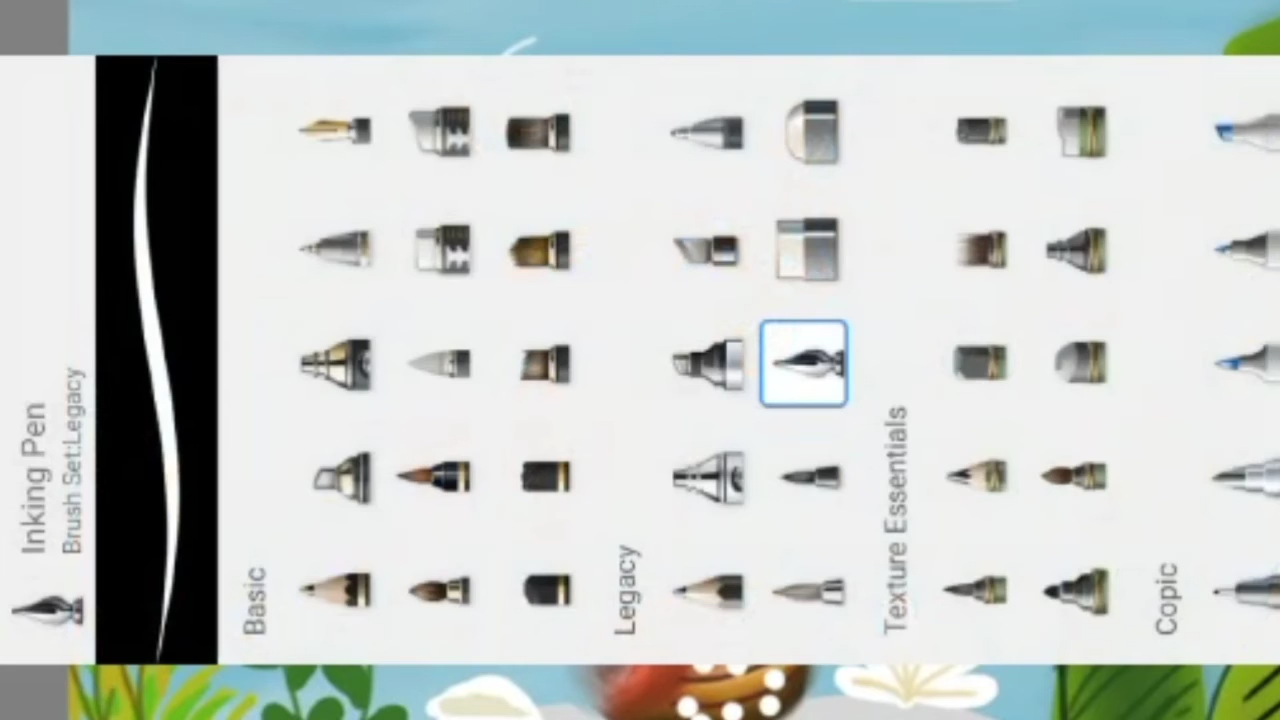 Inking Pen
Brush Set:Legacy
Basic
Legacy
Texture Essentials
Copic